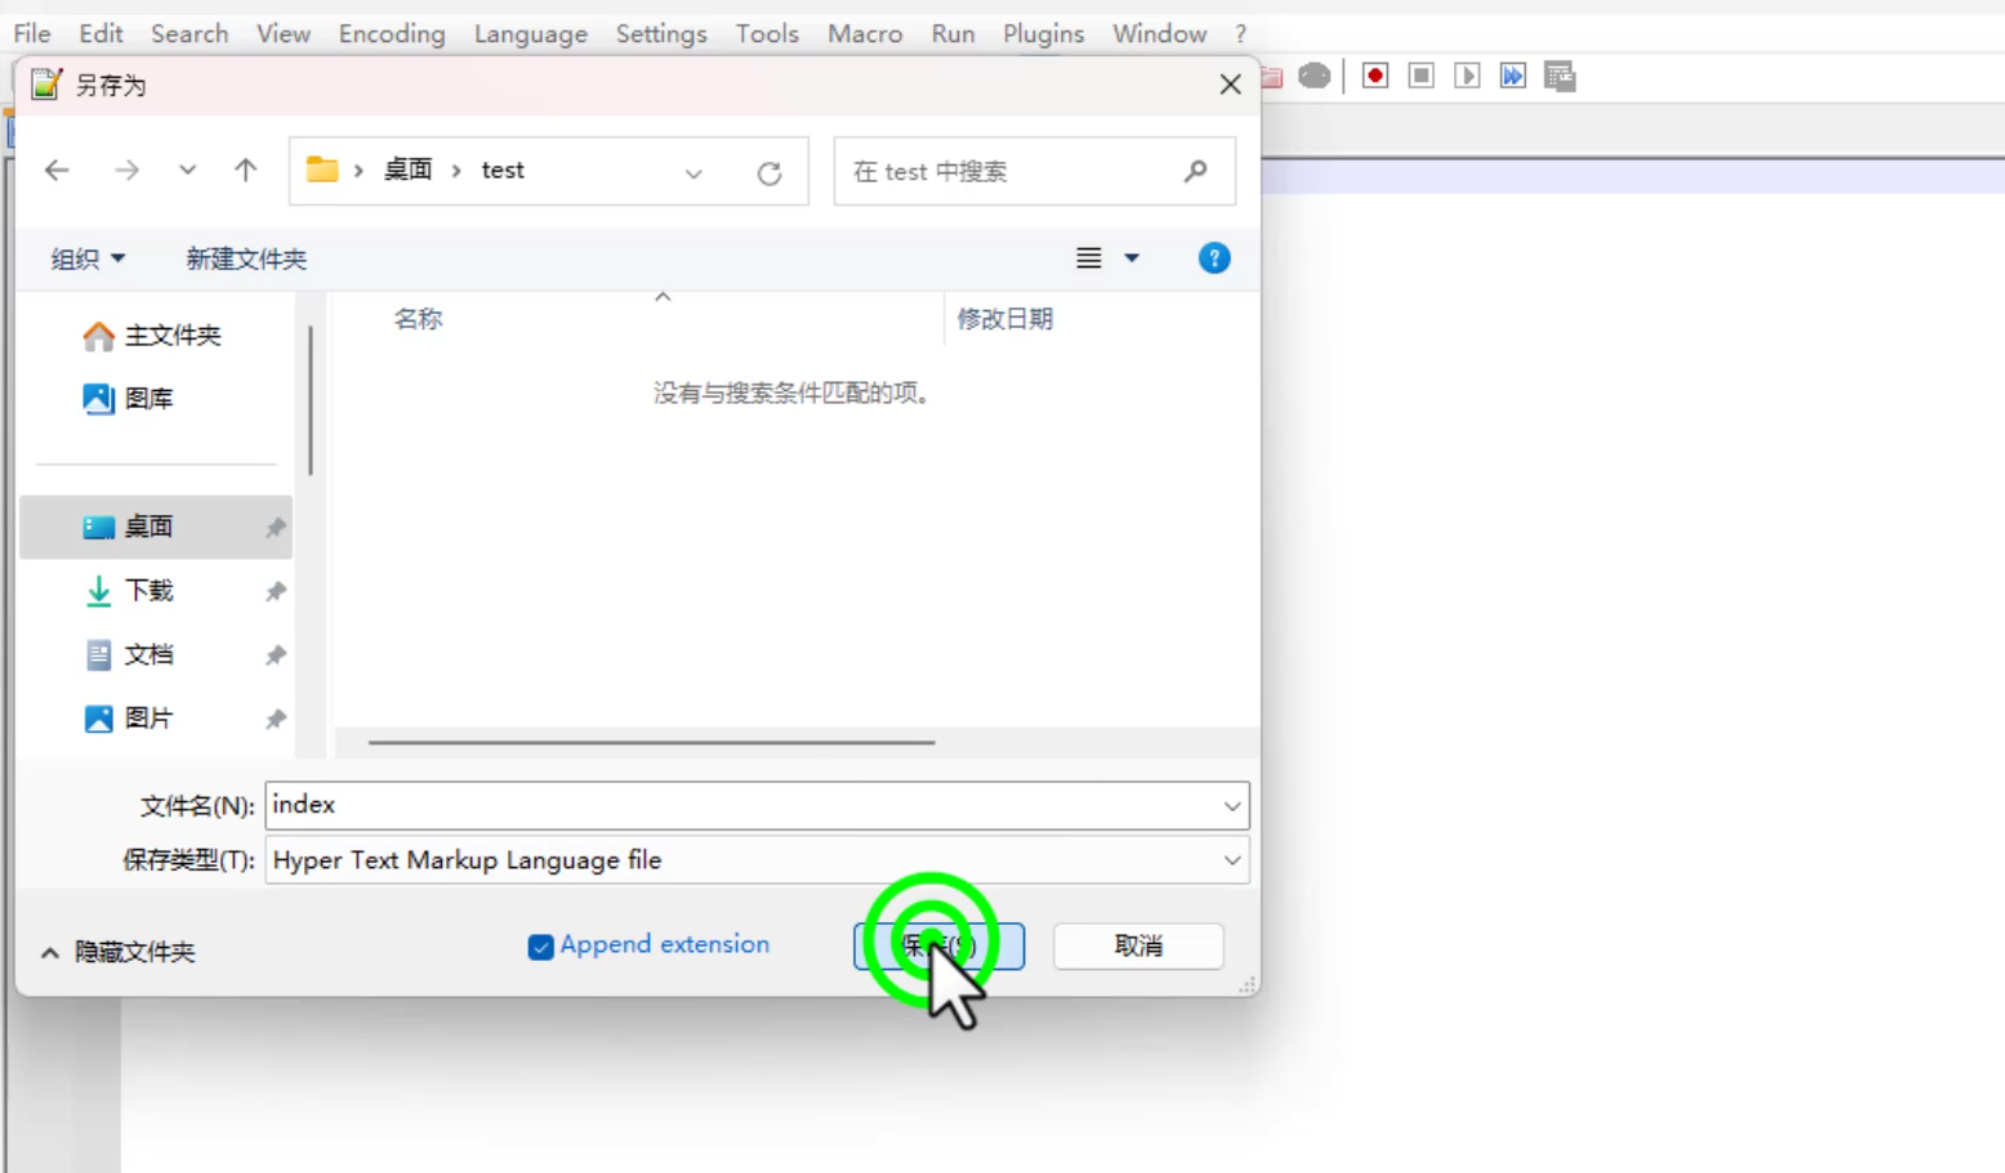 File Edit Search View Encoding Language Settings Tools Macro Run Plugins Window ?
另存为
桌面 test
在 test 中搜索
组织 新建文件夹
名称 修改日期
没有与搜索条件匹配的项。
主文件夹
图库
桌面
下载
文档
图片
文件名(N): index
保存类型(T): Hyper Text Markup Language file
隐藏文件夹 Append extension 保存(S) 取消